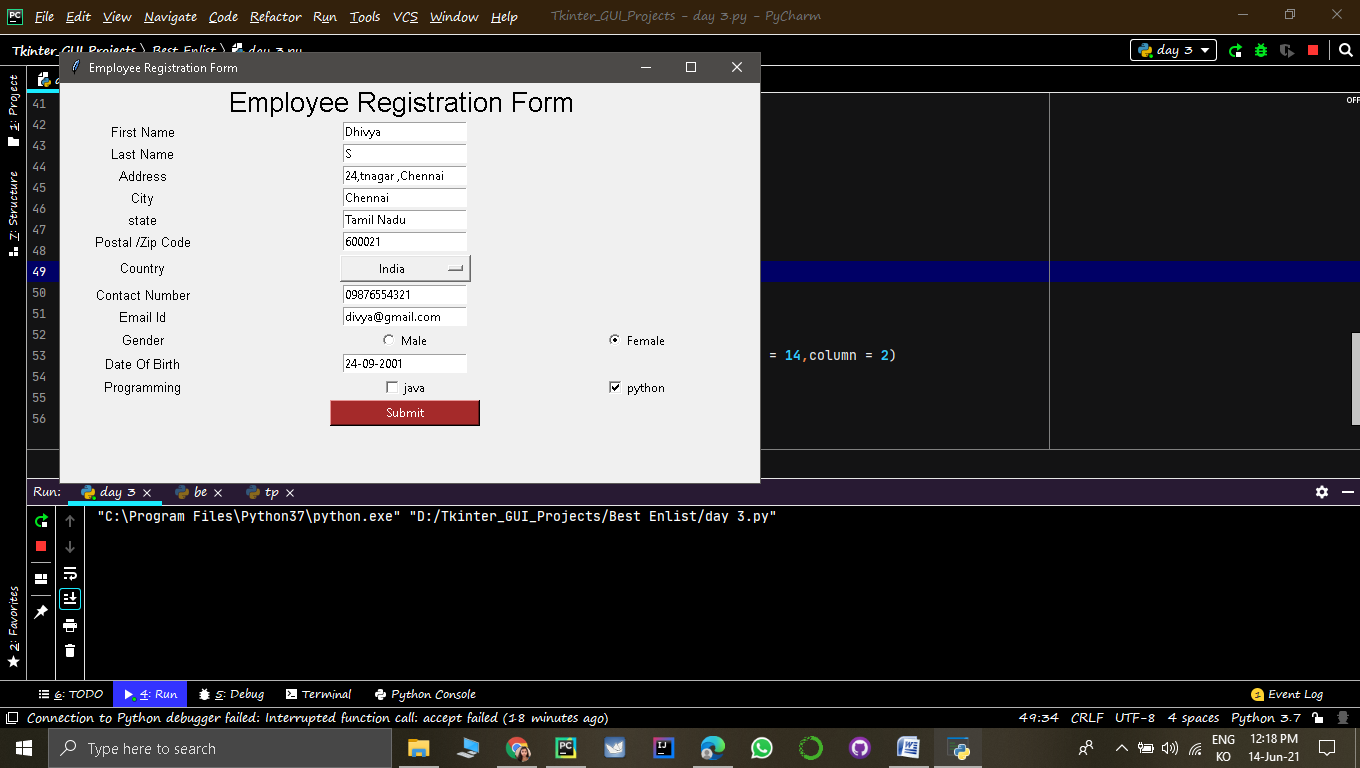 File Edit View Navigate Code Refactor Run Tools VCS Window Help Tkinter_GUI_Projects - day 3.py - PyCharm
Tkinter_GUI_Projects Best Enlist day 3.py day 3
Employee Registration Form
1: Project
7: Structure
2: Favorites
OFF
Employee Registration Form
First Name Dhivya
Last Name S
Address 24,tnagar ,Chennai
City Chennai
state Tamil Nadu
Postal /Zip Code 600021
Country India
Contact Number 09876554321
Email Id divya@gmail.com
Gender Male Female
Date Of Birth 24-09-2001
Programming java python
Submit
41
42
43
44
45
46
47
48
49
50
51
52
53 = 14,column = 2)
54
55
56
Run: day 3 be tp
"C:\Program Files\Python37\python.exe" "D:/Tkinter_GUI_Projects/Best Enlist/day 3.py"
6: TODO 4: Run 5: Debug Terminal Python Console 1 Event Log
Connection to Python debugger failed: Interrupted function call: accept failed (18 minutes ago) 49:34 CRLF UTF-8 4 spaces Python 3.7
Type here to search ENG KO 12:18 PM 14-Jun-21